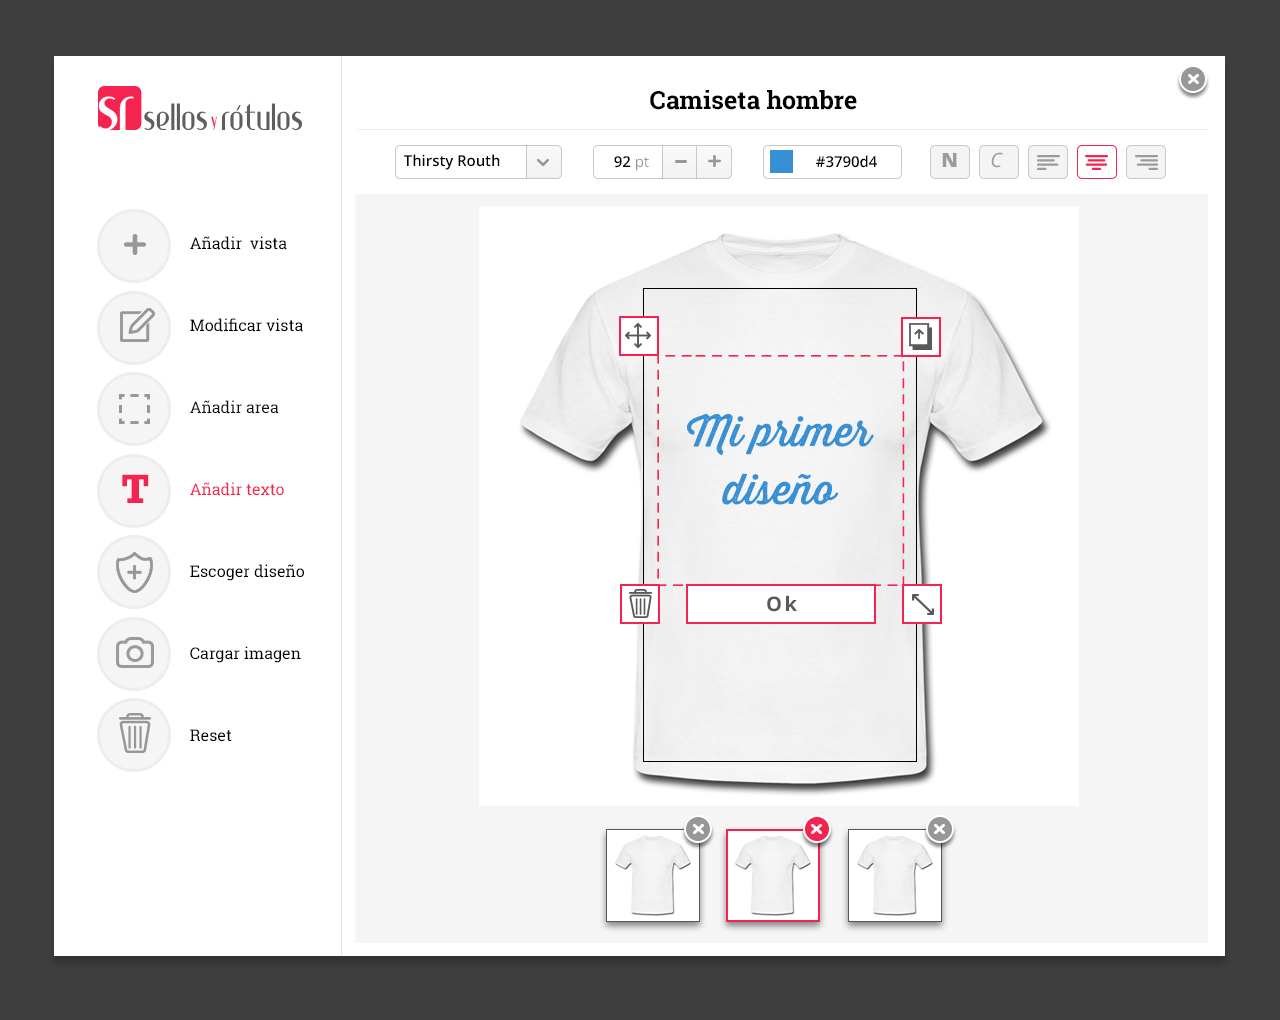 sr sellos y rótulos
Camiseta hombre
Thirsty Routh
92 pt
#3790d4
N
C
Añadir vista
Modificar vista
Añadir area
T
Añadir texto
Escoger diseño
Cargar imagen
Reset
Mi primer
diseño
Ok